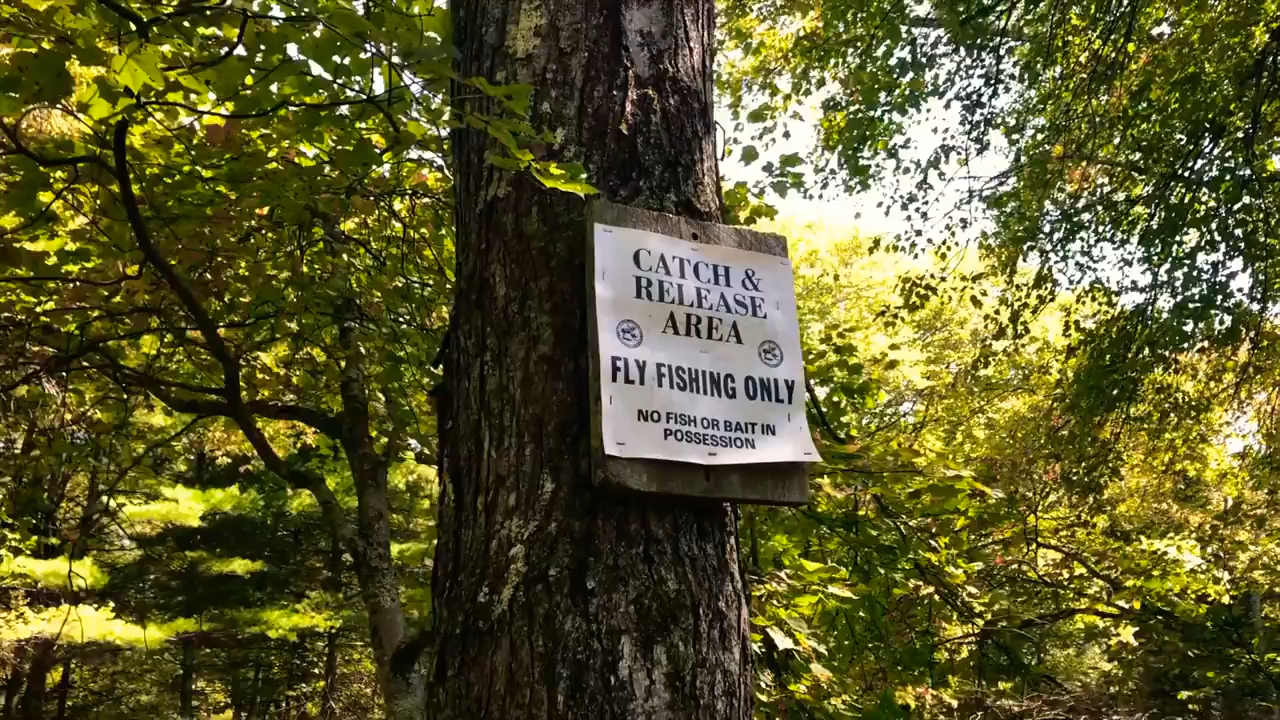 CATCH &
RELEASE
AREA
FLY FISHING ONLY
NO FISH OR BAIT IN
POSSESSION